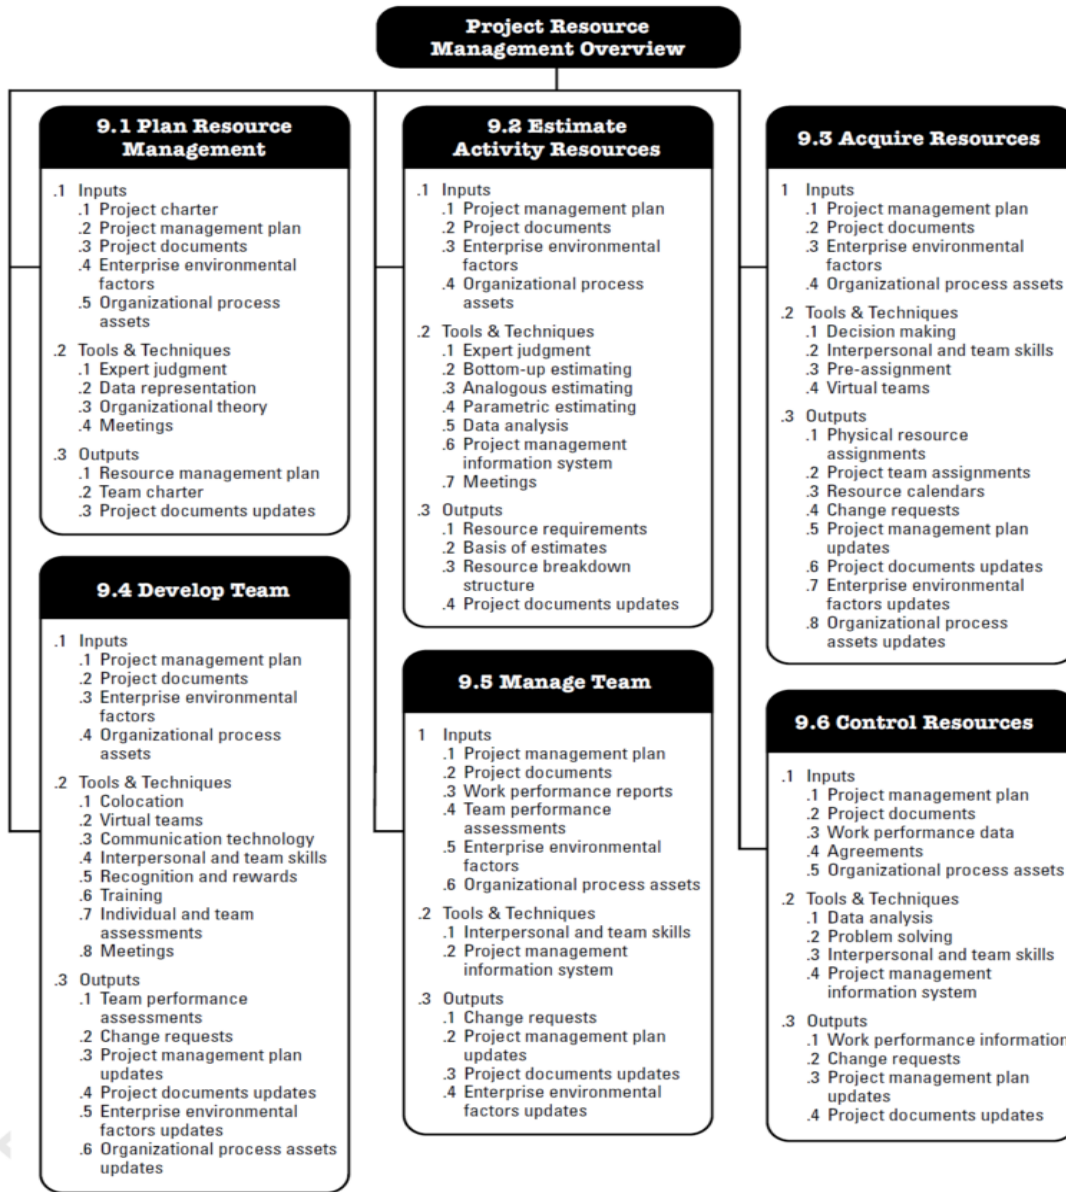 Project Resource
Management Overview
9.1 Plan Resource
Management
.1 Inputs
.1 Project charter
.2 Project management plan
.3 Project documents
.4 Enterprise environmental
factors
.5 Organizational process
assets
.2 Tools & Techniques
.1 Expert judgment
.2 Data representation
.3 Organizational theory
.4 Meetings
.3 Outputs
.1 Resource management plan
.2 Team charter
.3 Project documents updates
9.2 Estimate
Activity Resources
.1 Inputs
.1 Project management plan
.2 Project documents
.3 Enterprise environmental
factors
.4 Organizational process
assets
.2 Tools & Techniques
.1 Expert judgment
.2 Bottom-up estimating
.3 Analogous estimating
.4 Parametric estimating
.5 Data analysis
.6 Project management
information system
.7 Meetings
.3 Outputs
.1 Resource requirements
.2 Basis of estimates
.3 Resource breakdown
structure
.4 Project documents updates
9.3 Acquire Resources
1 Inputs
.1 Project management plan
.2 Project documents
.3 Enterprise environmental
factors
.4 Organizational process assets
.2 Tools & Techniques
.1 Decision making
.2 Interpersonal and team skills
.3 Pre-assignment
.4 Virtual teams
.3 Outputs
.1 Physical resource
assignments
.2 Project team assignments
.3 Resource calendars
.4 Change requests
.5 Project management plan
updates
.6 Project documents updates
.7 Enterprise environmental
factors updates
.8 Organizational process
assets updates
9.4 Develop Team
.1 Inputs
.1 Project management plan
.2 Project documents
.3 Enterprise environmental
factors
.4 Organizational process
assets
.2 Tools & Techniques
.1 Colocation
.2 Virtual teams
.3 Communication technology
.4 Interpersonal and team skills
.5 Recognition and rewards
.6 Training
.7 Individual and team
assessments
.8 Meetings
.3 Outputs
.1 Team performance
assessments
.2 Change requests
.3 Project management plan
updates
.4 Project documents updates
.5 Enterprise environmental
factors updates
.6 Organizational process assets
updates
9.5 Manage Team
1 Inputs
.1 Project management plan
.2 Project documents
.3 Work performance reports
.4 Team performance
assessments
.5 Enterprise environmental
factors
.6 Organizational process assets
.2 Tools & Techniques
.1 Interpersonal and team skills
.2 Project management
information system
.3 Outputs
.1 Change requests
.2 Project management plan
updates
.3 Project documents updates
.4 Enterprise environmental
factors updates
9.6 Control Resources
.1 Inputs
.1 Project management plan
.2 Project documents
.3 Work performance data
.4 Agreements
.5 Organizational process assets
.2 Tools & Techniques
.1 Data analysis
.2 Problem solving
.3 Interpersonal and team skills
.4 Project management
information system
.3 Outputs
.1 Work performance information
.2 Change requests
.3 Project management plan
updates
.4 Project documents updates